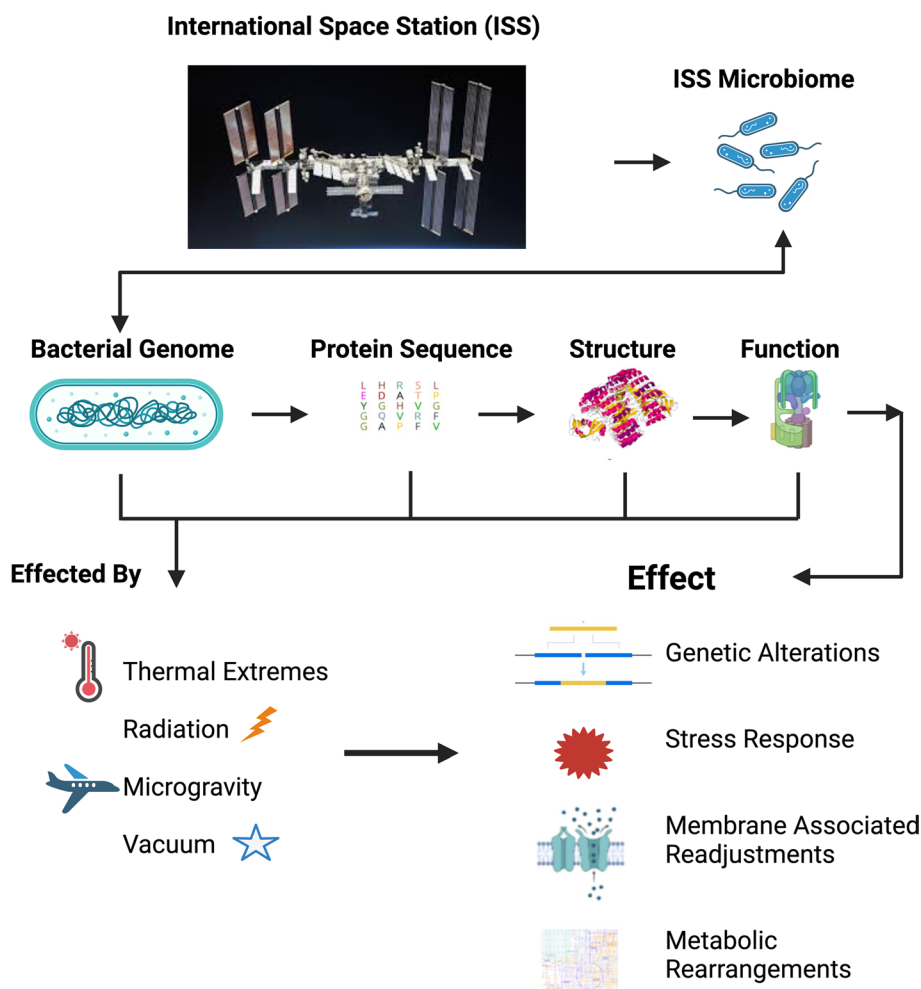 International Space Station (ISS)
ISS Microbiome
Bacterial Genome
Protein Sequence
Structure
Function
L H R S L
E D A T P
Y G H V G
G Q V R F
G A P F V
Effected By
Effect
Thermal Extremes
Radiation
Microgravity
Vacuum
Genetic Alterations
Stress Response
Membrane Associated
Readjustments
Metabolic
Rearrangements